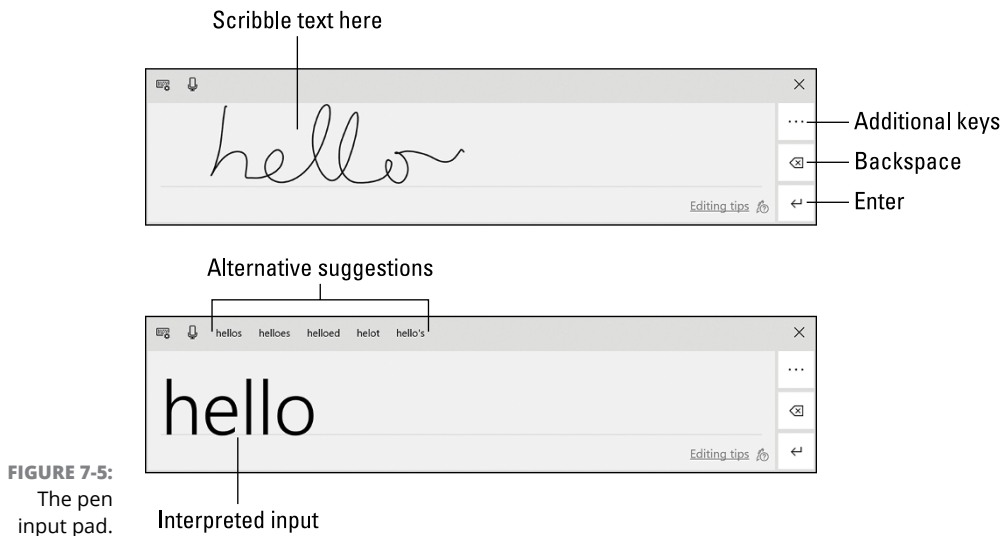 Scribble text here
hello
Additional keys
Backspace
Editing tips
Enter
Alternative suggestions
hellos helloes helloed helot hello's
hello
Editing tips
Interpreted input
FIGURE 7-5:
The pen
input pad.